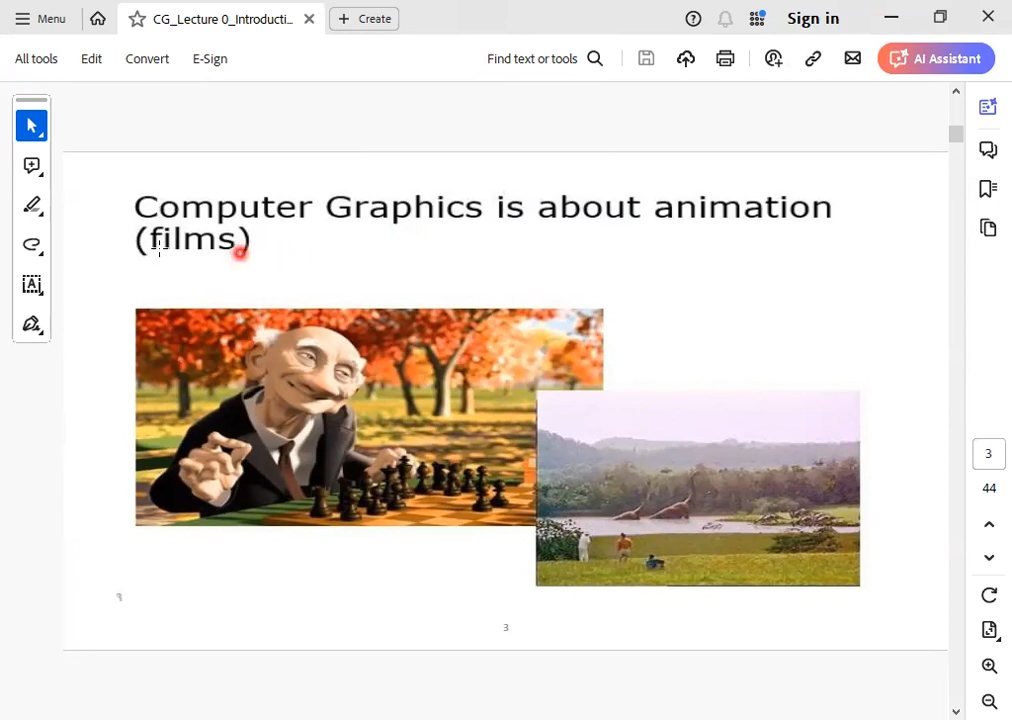 Menu
CG_Lecture 0_Introducti...
Create
Sign in
All tools
Edit
Convert
E-Sign
Find text or tools
AI Assistant
Computer Graphics is about animation
(films)
3
3
44